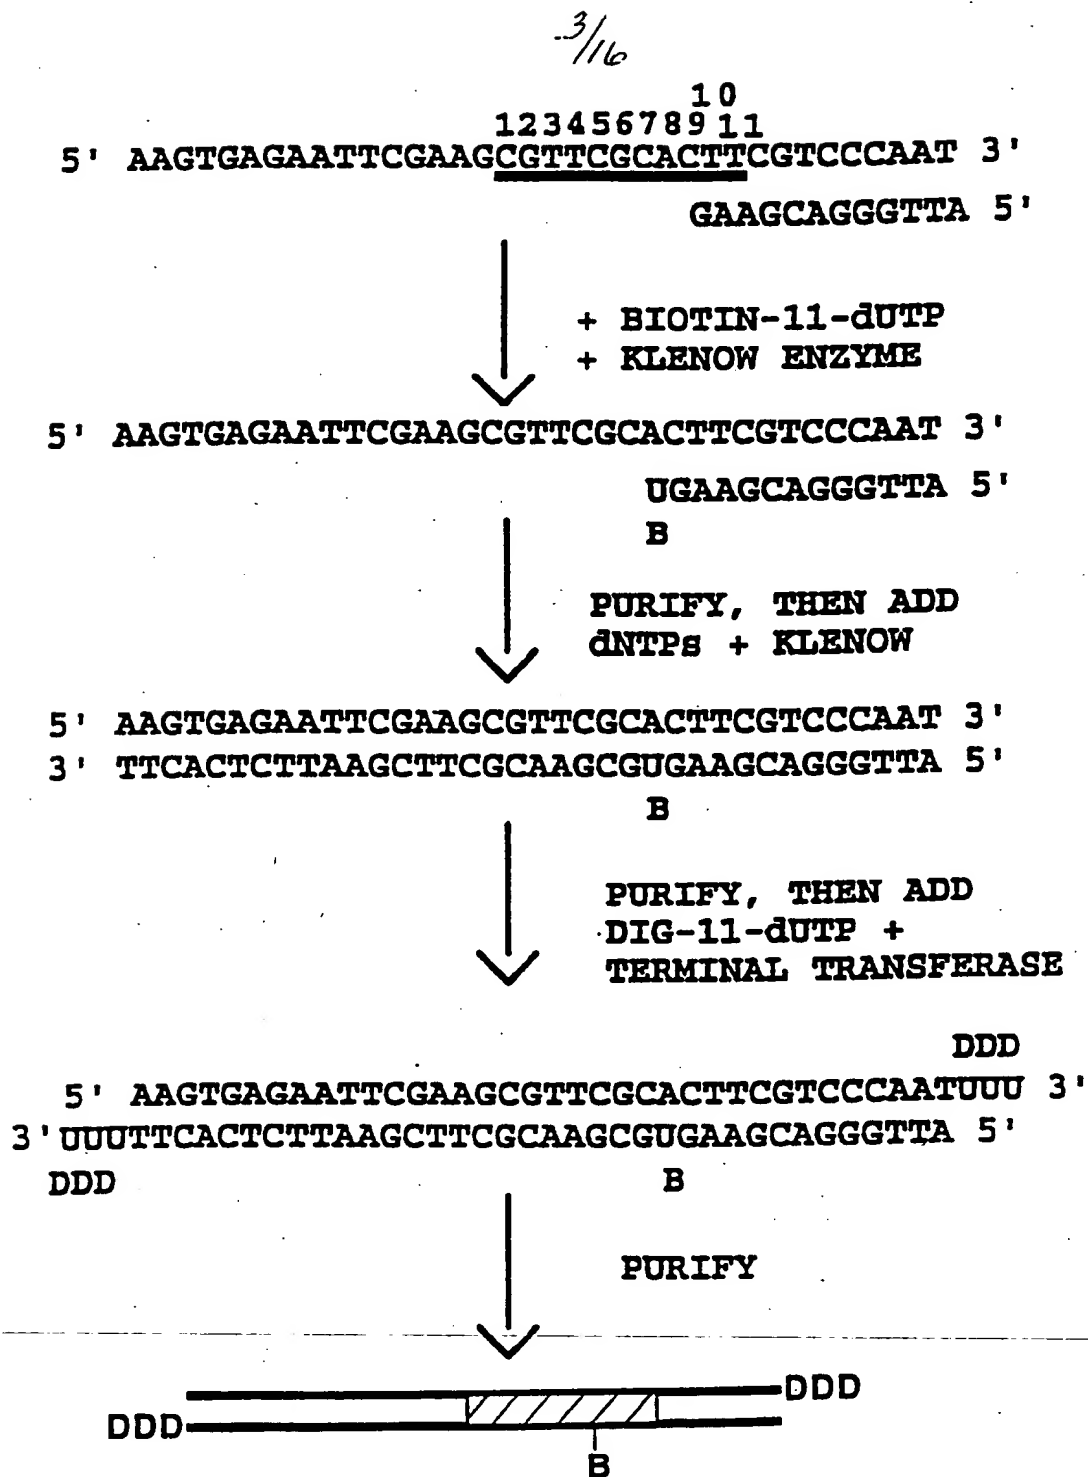 3/16
10
123456789 11
5' AAGTGAGAATTCGAAGCGTTCGCACTTCGTCCCAAT 3'
GAAGCAGGGTTA 5'
+ BIOTIN-11-dUTP
+ KLENOW ENZYME
5' AAGTGAGAATTCGAAGCGTTCGCACTTCGTCCCAAT 3'
UGAAGCAGGGTTA 5'
B
PURIFY, THEN ADD
dNTPs + KLENOW
5' AAGTGAGAATTCGAAGCGTTCGCACTTCGTCCCAAT 3'
3' TTCACTCTTAAGCTTCGCAAGCGUGAAGCAGGGTTA 5'
B
PURIFY, THEN ADD
DIG-11-dUTP +
TERMINAL TRANSFERASE
DDD
5' AAGTGAGAATTCGAAGCGTTCGCACTTCGTCCCAATUUU 3'
3'UUUTTCACTCTTAAGCTTCGCAAGCGUGAAGCAGGGTTA 5'
DDD B
PURIFY
DDD
DDD
B